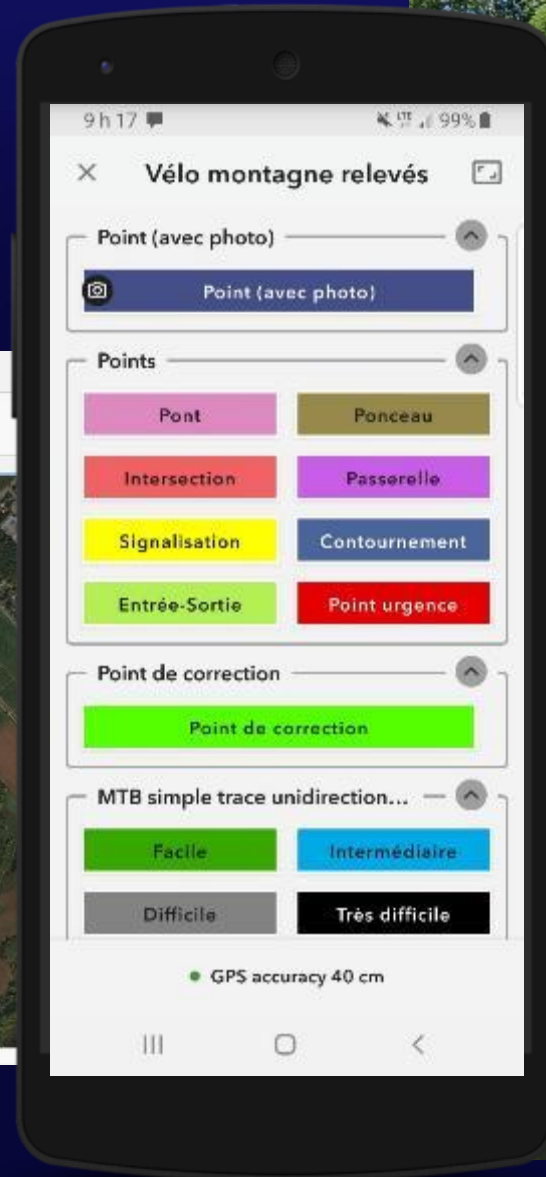 9 h 17
LTE 99%
× Vélo montagne relevés
Point (avec photo)
Point (avec photo)
Points
Pont Ponceau
Intersection Passerelle
Signalisation Contournement
Entrée-Sortie Point urgence
Point de correction
Point de correction
MTB simple trace unidirection...
Facile Intermédiaire
Difficile Très difficile
GPS accuracy 40 cm